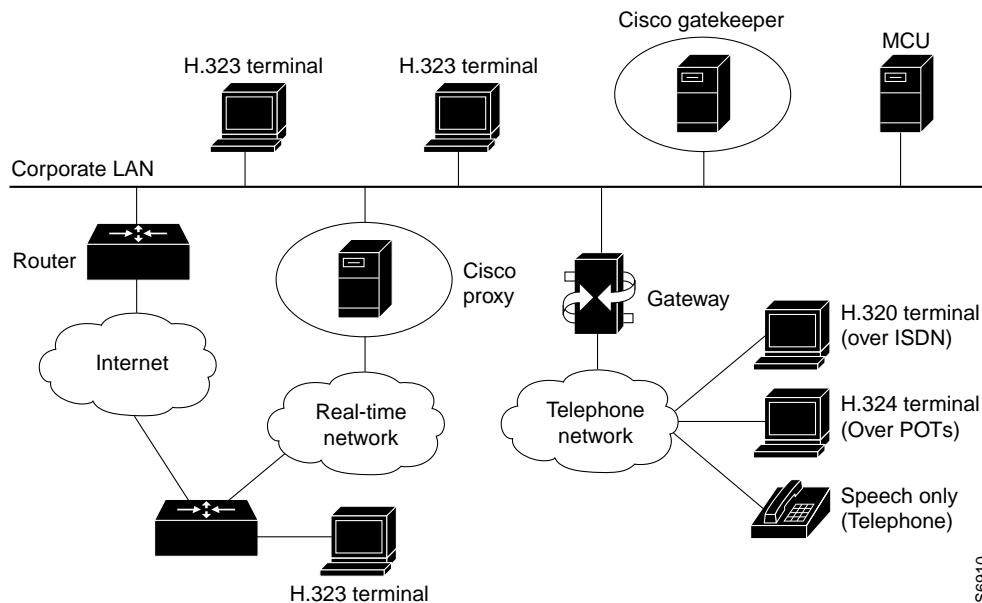 Cisco gatekeeper
MCU
H.323 terminal
H.323 terminal
Corporate LAN
Router
Cisco
proxy
Gateway
H.320 terminal
(over ISDN)
Internet
Real-time
network
Telephone
network
H.324 terminal
(Over POTs)
Speech only
(Telephone)
H.323 terminal
S6910